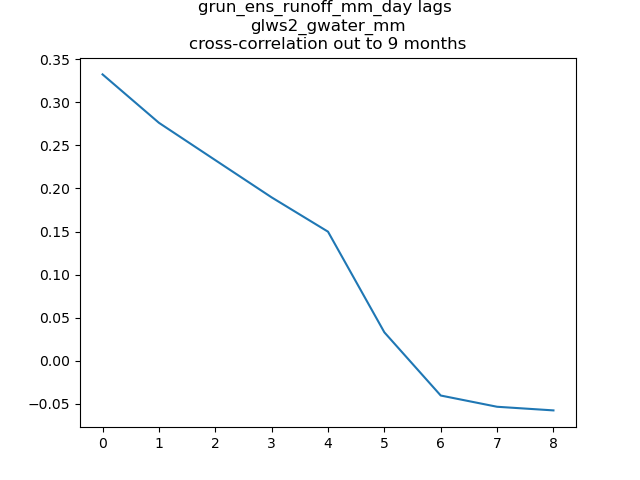 grun_ens_runoff_mm_day lags
glws2_gwater_mm
cross-correlation out to 9 months
0.35
0.30
0.25
0.20
0.15
0.10
0.05
0.00
−0.05
0 1 2 3 4 5 6 7 8